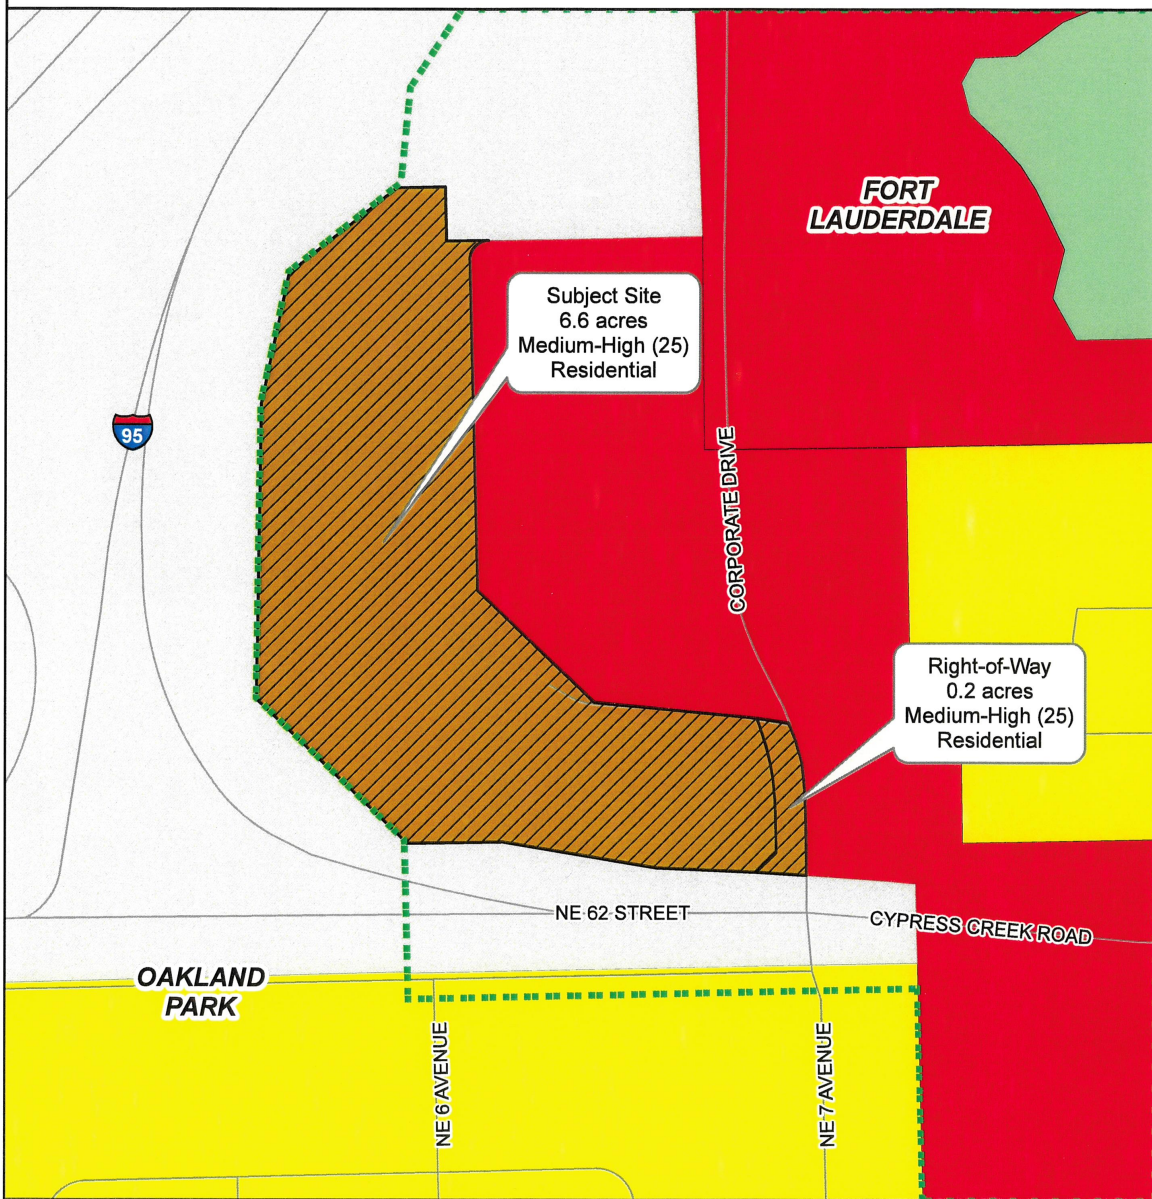 FORT
LAUDERDALE
Subject Site
6.6 acres
Medium-High (25)
Residential
95
CORPORATE DRIVE
Right-of-Way
0.2 acres
Medium-High (25)
Residential
NE 62 STREET
CYPRESS CREEK ROAD
OAKLAND
PARK
NE 6 AVENUE
NE 7 AVENUE